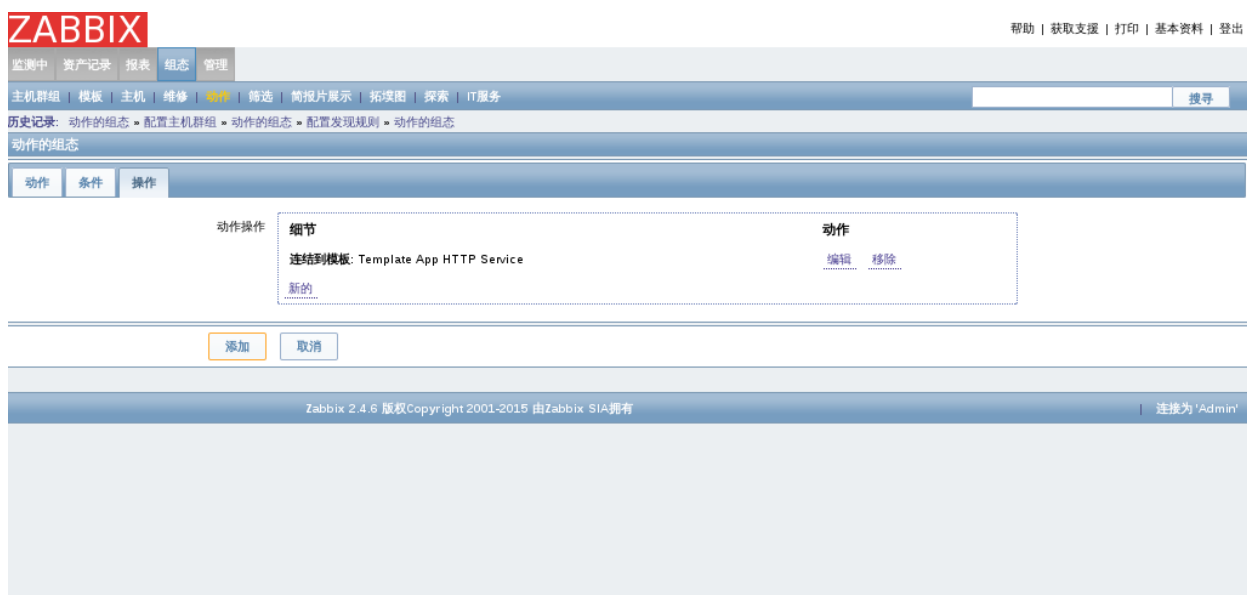 ZABBIX
帮助 | 获取支援 | 打印 | 基本资料 | 登出
监测中 资产记录 报表 组态 管理
主机群组 | 模板 | 主机 | 维修 | 动作 | 筛选 | 简报片展示 | 拓墣图 | 探索 | IT服务 搜寻
历史记录: 动作的组态 » 配置主机群组 » 动作的组态 » 配置发现规则 » 动作的组态
动作的组态
动作 条件 操作
动作操作 细节 动作
连结到模板: Template App HTTP Service 编辑 移除
新的
添加 取消
Zabbix 2.4.6 版权Copyright 2001-2015 由Zabbix SIA拥有 | 连接为 'Admin'